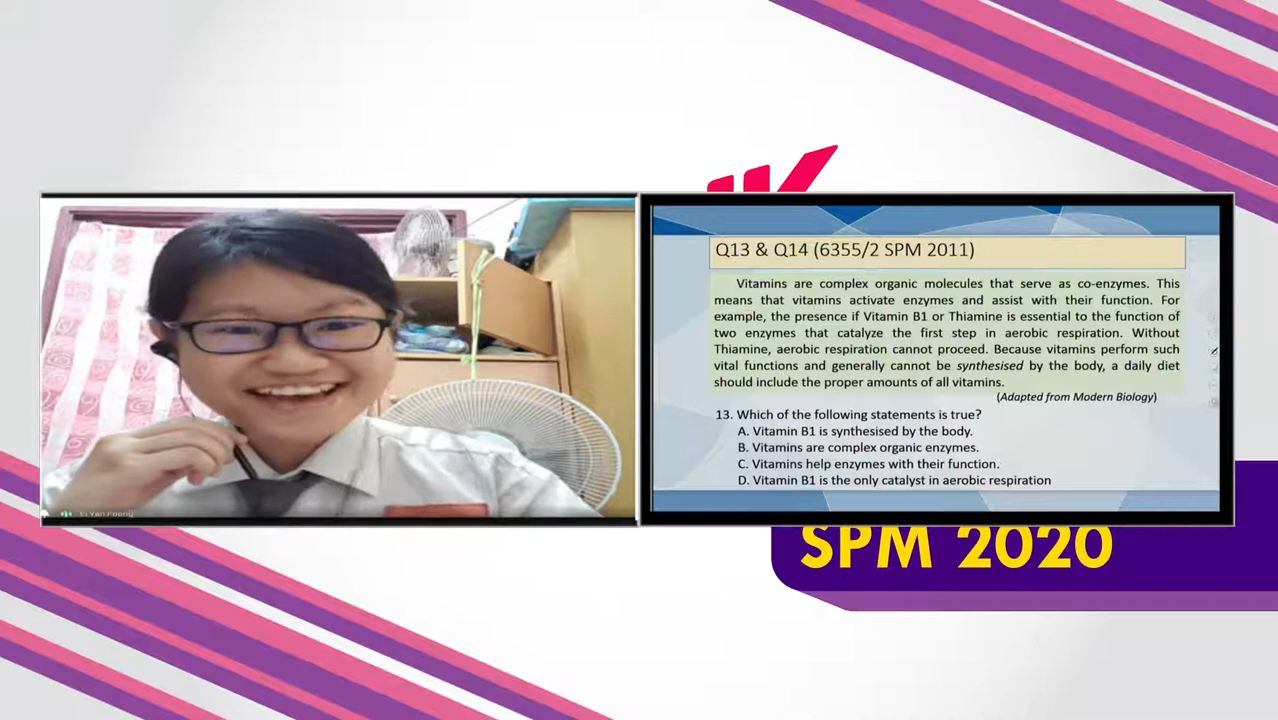 Q13 & Q14 (6355/2 SPM 2011)
Vitamins are complex organic molecules that serve as co-enzymes. This
means that vitamins activate enzymes and assist with their function. For
example, the presence if Vitamin B1 or Thiamine is essential to the function of
two enzymes that catalyze the first step in aerobic respiration. Without
Thiamine, aerobic respiration cannot proceed. Because vitamins perform such
vital functions and generally cannot be synthesised by the body, a daily diet
should include the proper amounts of all vitamins.
(Adapted from Modern Biology)
13. Which of the following statements is true?
A. Vitamin B1 is synthesised by the body.
B. Vitamins are complex organic enzymes.
C. Vitamins help enzymes with their function.
D. Vitamin B1 is the only catalyst in aerobic respiration
SPM 2020